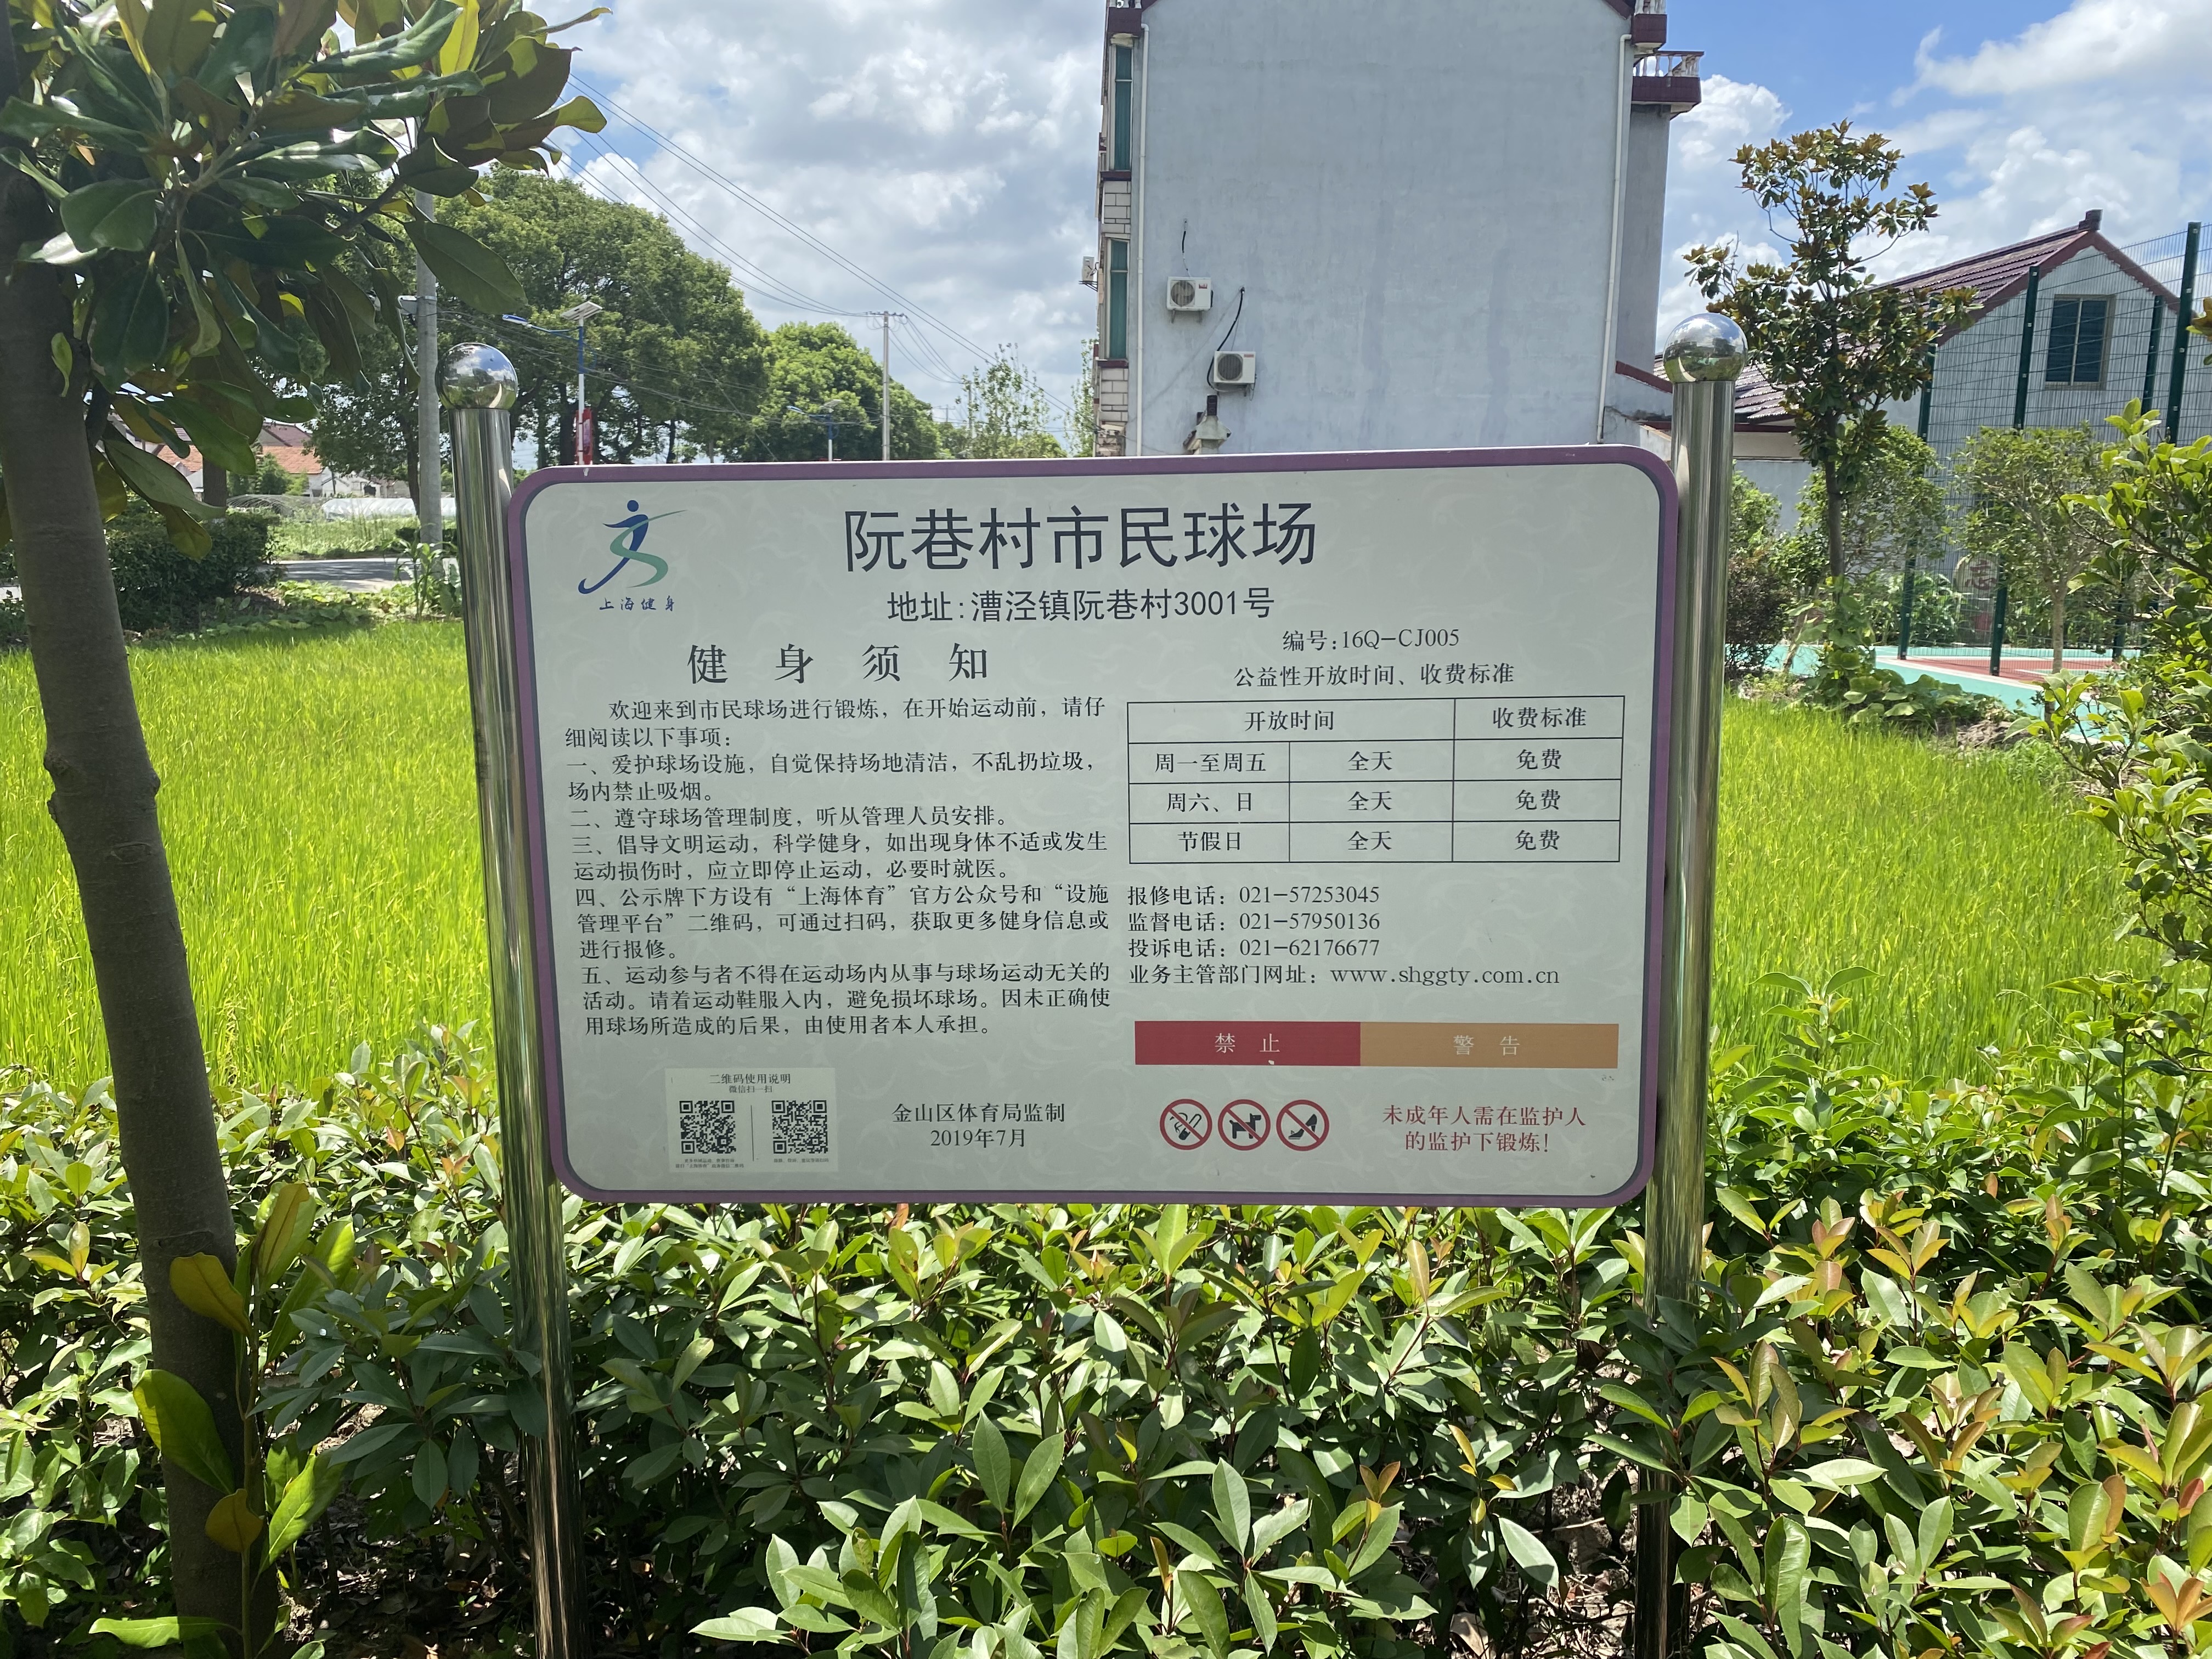 上海健身
阮巷村市民球场
地址:漕泾镇阮巷村3001号
健身须知
欢迎来到市民球场进行锻炼，在开始运动前，请仔
细阅读以下事项：
一、爱护球场设施，自觉保持场地清洁，不乱扔垃圾，
场内禁止吸烟。
二、遵守球场管理制度，听从管理人员安排。
三、倡导文明运动，科学健身，如出现身体不适或发生
运动损伤时，应立即停止运动，必要时就医。
四、公示牌下方设有“上海体育”官方公众号和“设施
管理平台”二维码，可通过扫码，获取更多健身信息或
进行报修。
五、运动参与者不得在运动场内从事与球场运动无关的
活动。请着运动鞋服入内，避免损坏球场。因未正确使
用球场所造成的后果，由使用者本人承担。
编号:16Q-CJ005
公益性开放时间、收费标准
开放时间 收费标准
周一至周五 全天 免费
周六、日 全天 免费
节假日 全天 免费
报修电话：021-57253045
监督电话：021-57950136
投诉电话：021-62176677
业务主管部门网址：www.shggty.com.cn
禁止 警告
未成年人需在监护人
的监护下锻炼！
二维码使用说明
微信扫一扫
金山区体育局监制
2019年7月